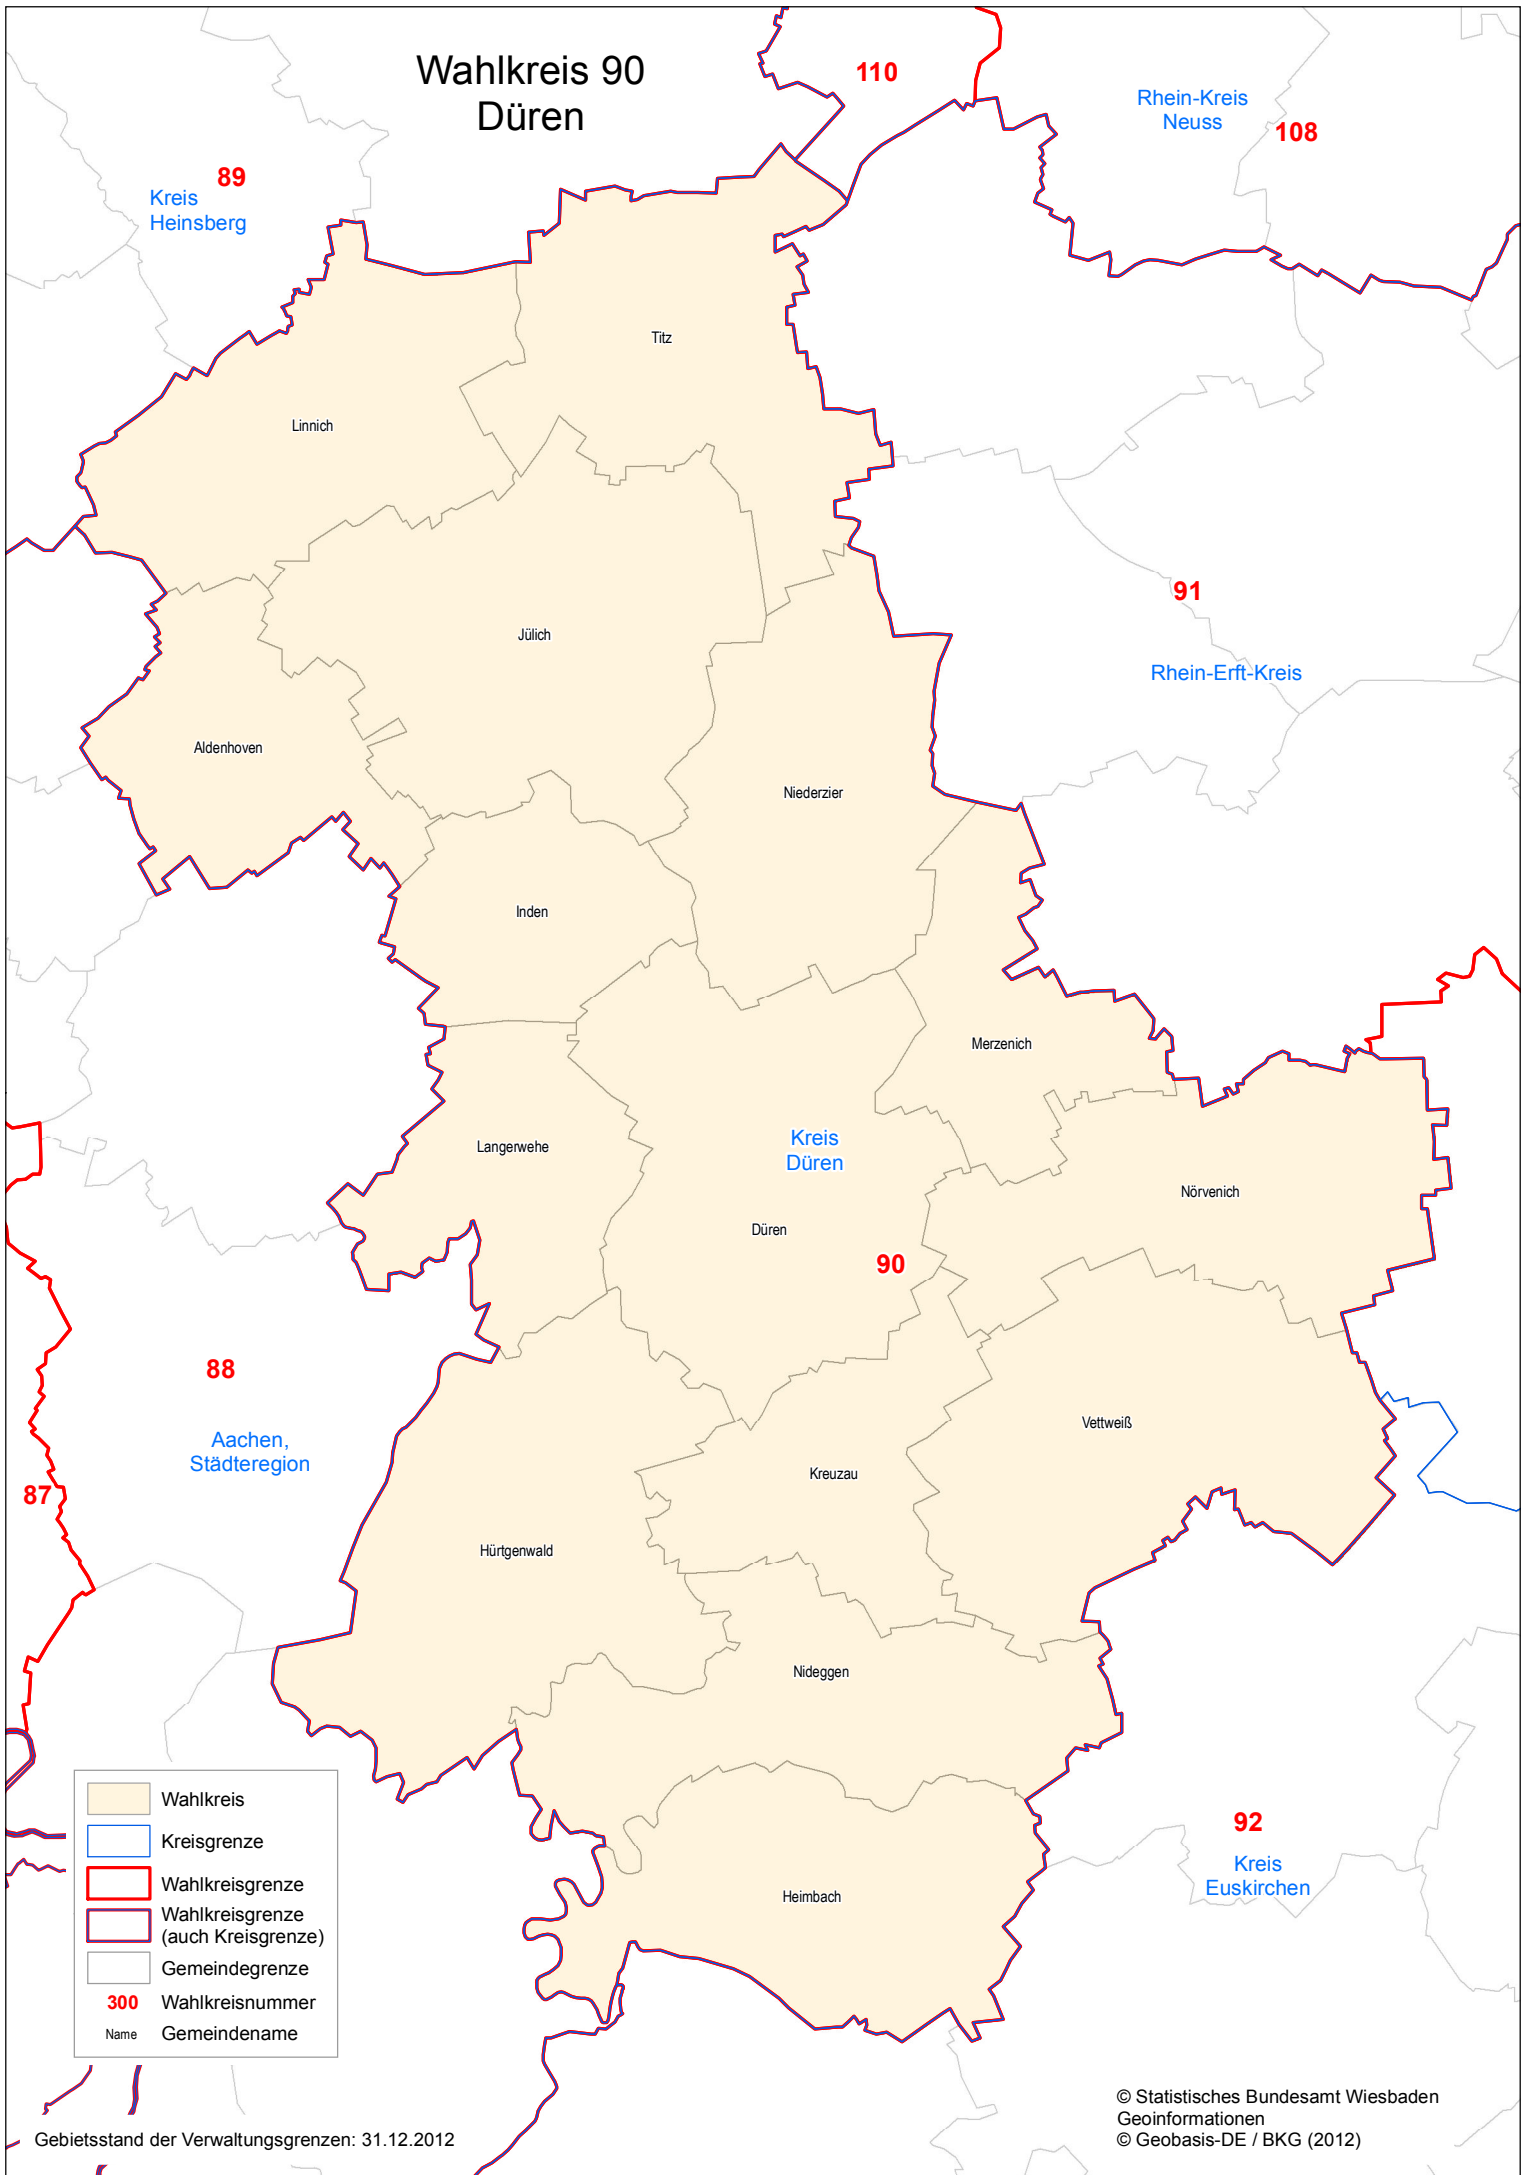 Wahlkreis 90
Düren
110
Rhein-Kreis
Neuss
108
89
Kreis
Heinsberg
Titz
Linnich
91
Jülich
Rhein-Erft-Kreis
Aldenhoven
Niederzier
Inden
Merzenich
Kreis
Düren
Langerwehe
Nörvenich
Düren
90
88
Aachen,
Städteregion
Vettweiß
Kreuzau
87
Hürtgenwald
Nideggen
92
Kreis
Euskirchen
Heimbach
Wahlkreis
Kreisgrenze
Wahlkreisgrenze
Wahlkreisgrenze
(auch Kreisgrenze)
Gemeindegrenze
300 Wahlkreisnummer
Name Gemeindename
Gebietsstand der Verwaltungsgrenzen: 31.12.2012
© Statistisches Bundesamt Wiesbaden
Geoinformationen
© Geobasis-DE / BKG (2012)